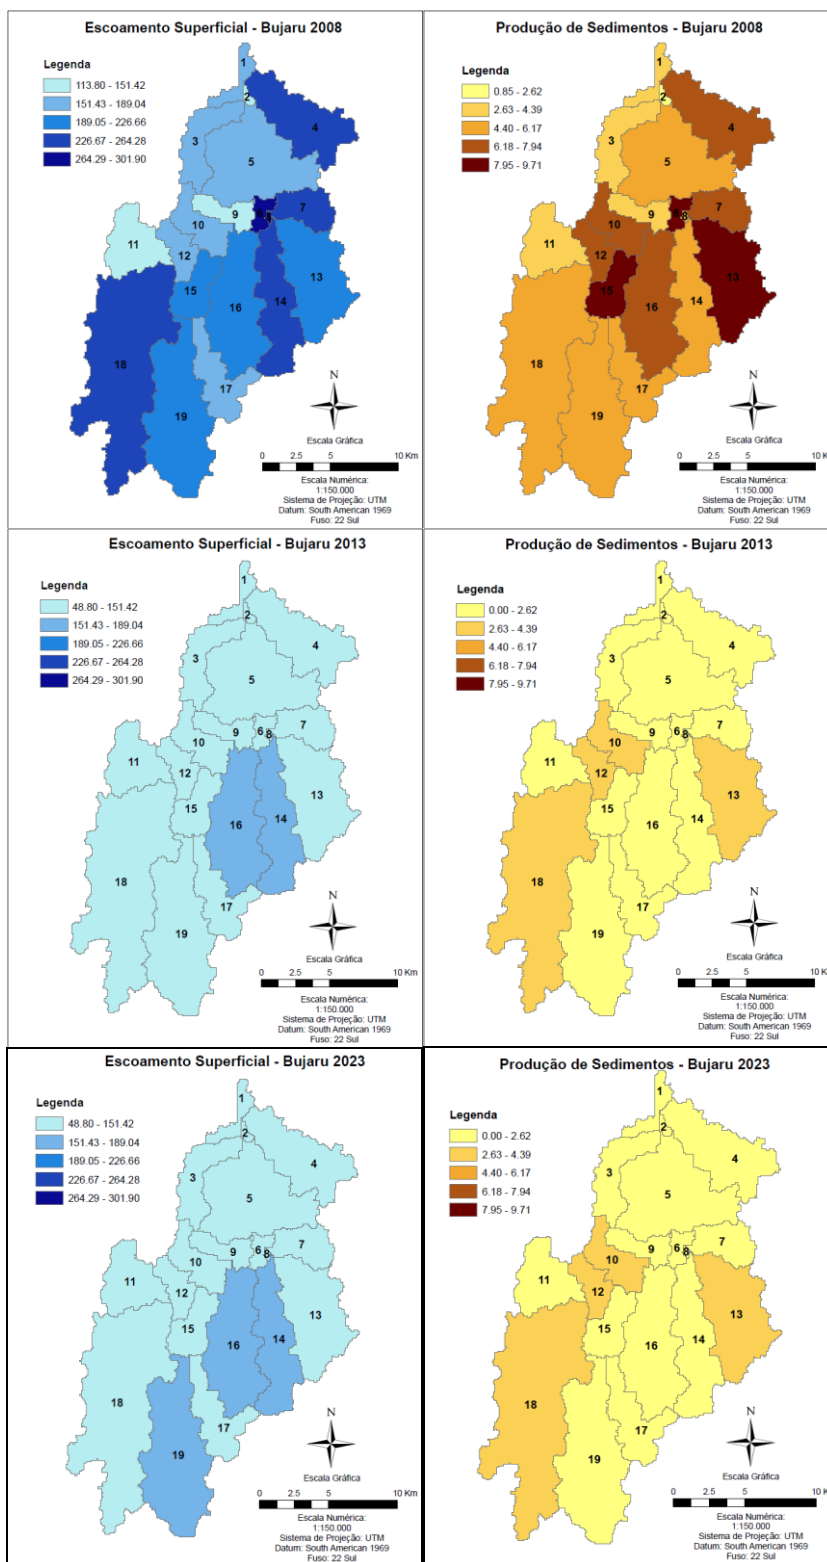 Escoamento Superficial - Bujaru 2008
Legenda
113.80 - 151.42
151.43 - 189.04
189.05 - 226.66
226.67 - 264.28
264.29 - 301.90
1
2
3
4
5
6
7
8
9
10
11
12
13
14
15
16
17
18
19
N
Escala Gráfica
0 2.5 5 10 Km
Escala Numérica:
1:150.000
Sistema de Projeção: UTM
Datum: South American 1969
Fuso: 22 Sul
Produção de Sedimentos - Bujaru 2008
Legenda
0.85 - 2.62
2.63 - 4.39
4.40 - 6.17
6.18 - 7.94
7.95 - 9.71
1
2
3
4
5
6
7
8
9
10
11
12
13
14
15
16
17
18
19
N
Escala Gráfica
0 2.5 5 10 Km
Escala Numérica:
1:150.000
Sistema de Projeção: UTM
Datum: South American 1969
Fuso: 22 Sul
Escoamento Superficial - Bujaru 2013
Legenda
48.80 - 151.42
151.43 - 189.04
189.05 - 226.66
226.67 - 264.28
264.29 - 301.90
1
2
3
4
5
6
7
8
9
10
11
12
13
14
15
16
17
18
19
N
Escala Gráfica
0 2.5 5 10 Km
Escala Numérica:
1:150.000
Sistema de Projeção: UTM
Datum: South American 1969
Fuso: 22 Sul
Produção de Sedimentos - Bujaru 2013
Legenda
0.00 - 2.62
2.63 - 4.39
4.40 - 6.17
6.18 - 7.94
7.95 - 9.71
1
2
3
4
5
6
7
8
9
10
11
12
13
14
15
16
17
18
19
N
Escala Gráfica
0 2.5 5 10 K
Escala Numérica:
1:150.000
Sistema de Projeção: UTM
Datum: South American 1969
Fuso: 22 Sul
Escoamento Superficial - Bujaru 2023
Legenda
48.80 - 151.42
151.43 - 189.04
189.05 - 226.66
226.67 - 264.28
264.29 - 301.90
1
2
3
4
5
6
7
8
9
10
11
12
13
14
15
16
17
18
19
N
Escala Gráfica
0 2.5 5 10 Km
Escala Numérica:
1:150.000
Sistema de Projeção: UTM
Datum: South American 1969
Fuso: 22 Sul
Produção de Sedimentos - Bujaru 2023
Legenda
0.00 - 2.62
2.63 - 4.39
4.40 - 6.17
6.18 - 7.94
7.95 - 9.71
1
2
3
4
5
6
7
8
9
10
11
12
13
14
15
16
17
18
19
N
Escala Gráfica
0 2.5 5 10 Km
Escala Numérica:
1:150.000
Sistema de Projeção: UTM
Datum: South American 1969
Fuso: 22 Sul